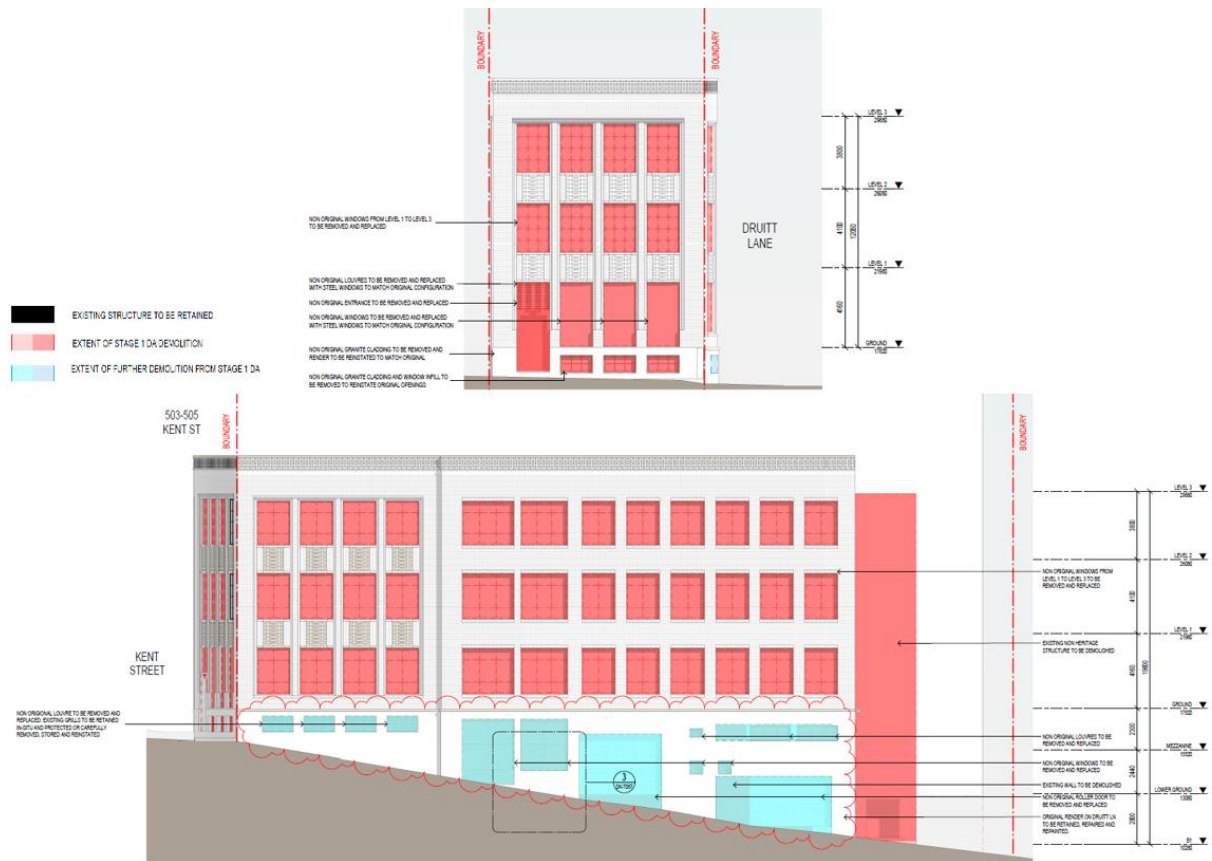 BOUNDARY
BOUNDARY
LEVEL 3
LEVEL 2
LEVEL 1
GROUND
3800
4100
4060
DRUITT
LANE
NON ORIGINAL WINDOWS FROM LEVEL 1 TO LEVEL 3
TO BE REMOVED AND REPLACED
NON ORIGINAL LOUVRES TO BE REMOVED AND REPLACED
WITH STEEL WINDOWS TO MATCH ORIGINAL CONFIGURATION
NON ORIGINAL ENTRANCE TO BE REMOVED AND REPLACED
NON ORIGINAL WINDOWS TO BE REMOVED AND REPLACED
WITH STEEL WINDOWS TO MATCH ORIGINAL CONFIGURATION
NON ORIGINAL GRANITE CLADDING TO BE REMOVED AND
RENDER TO BE REINSTATED TO MATCH ORIGINAL
NON ORIGINAL GRANITE CLADDING AND WINDOW INFILL TO
BE REMOVED TO REINSTATE ORIGINAL OPENINGS
EXISTING STRUCTURE TO BE RETAINED
EXTENT OF STAGE 1 DA DEMOLITION
EXTENT OF FURTHER DEMOLITION FROM STAGE 1 DA
503-505
KENT ST
BOUNDARY
BOUNDARY
KENT
STREET
NON ORIGIONAL LOUVRE TO BE REMOVED AND
REPLACED. EXISTING GRILLS TO BE RETAINED
IN-SITU AND PROTECTED OR CAREFULLY
REMOVED, STORED AND REINSTATED
3
LEVEL 3
LEVEL 2
LEVEL 1
GROUND
MEZZANINE
LOWER GROUND
B1
3800
4100
4060
2200
2440
NON ORIGINAL WINDOWS FROM
LEVEL 1 TO LEVEL 3 TO BE
REMOVED AND REPLACED
EXISTING NON HERITAGE
STRUCTURE TO BE DEMOLISHED
NON ORIGINAL LOUVRES TO BE
REMOVED AND REPLACED
NON ORIGINAL WINDOWS TO BE
REMOVED AND REPLACED
EXISTING WALL TO BE DEMOLISHED
NON ORIGINAL ROLLER DOOR TO
BE REMOVED AND REPLACED
ORIGINAL RENDER ON DRUITT LN
TO BE RETAINED, REPAIRED AND
REPAINTED.